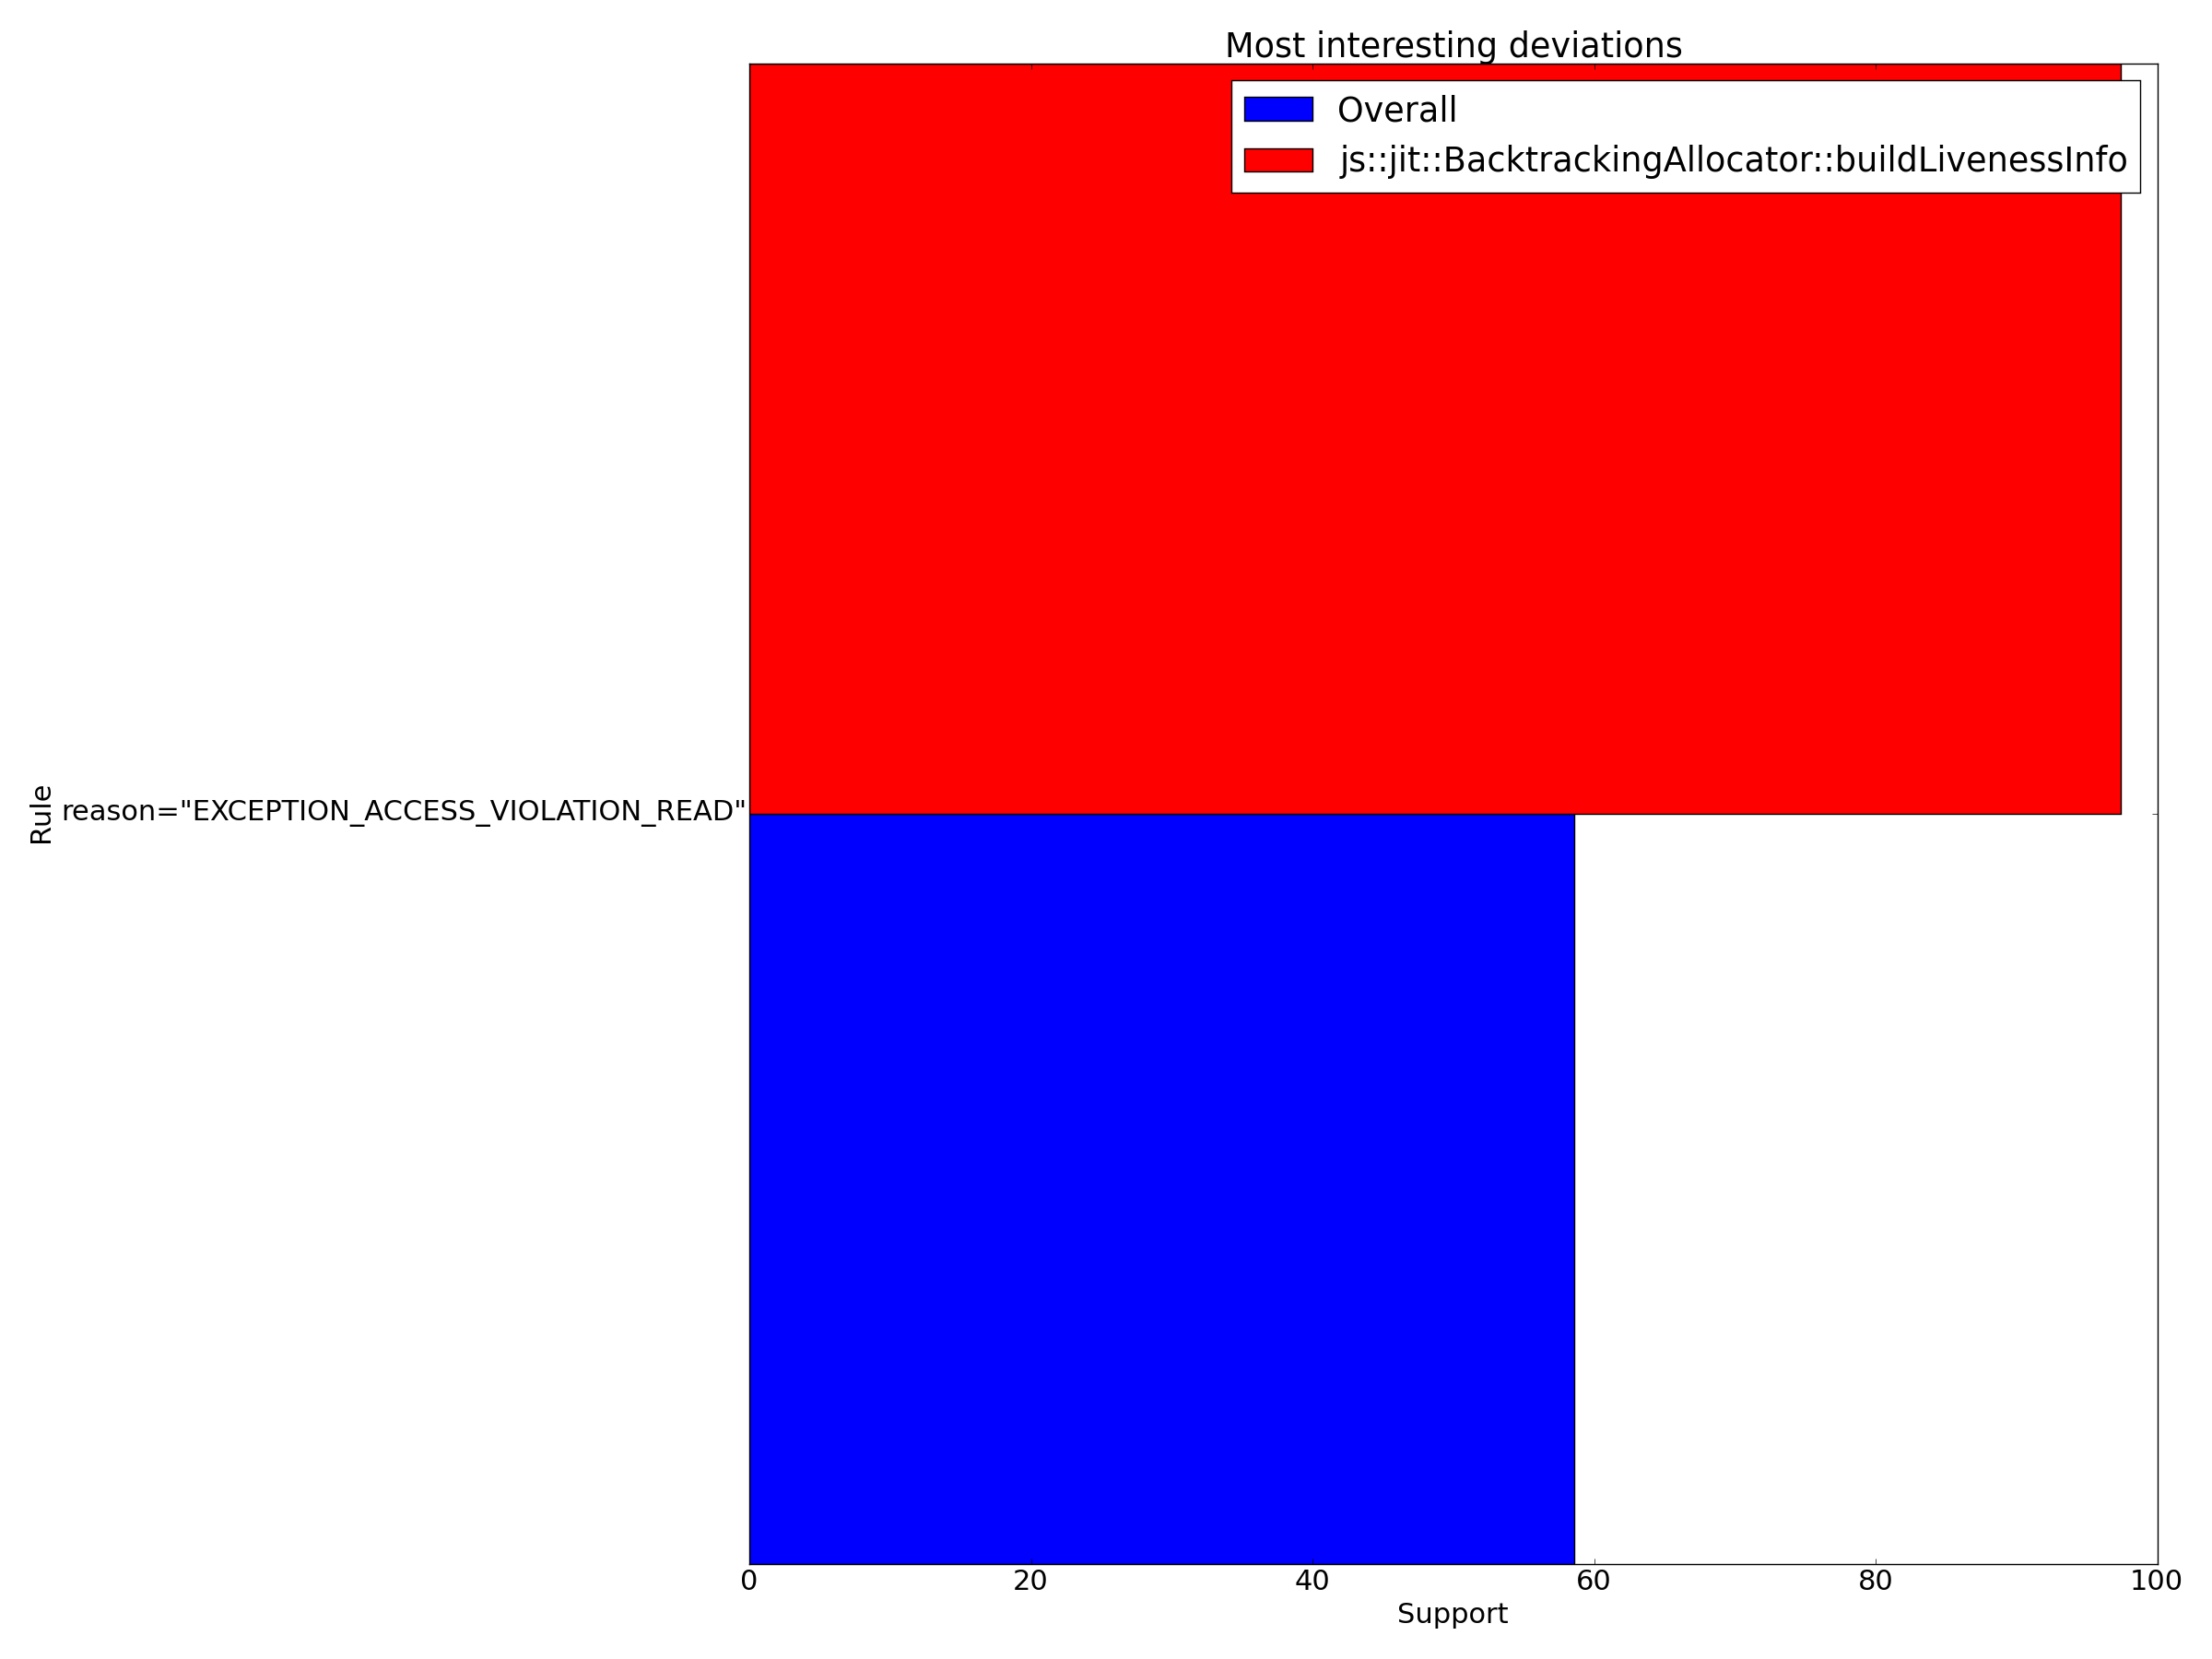 Most interesting deviations
Overall
js::jit::BacktrackingAllocator::buildLivenessInfo
Rule
reason="EXCEPTION_ACCESS_VIOLATION_READ"
0 20 40 60 80 100
Support